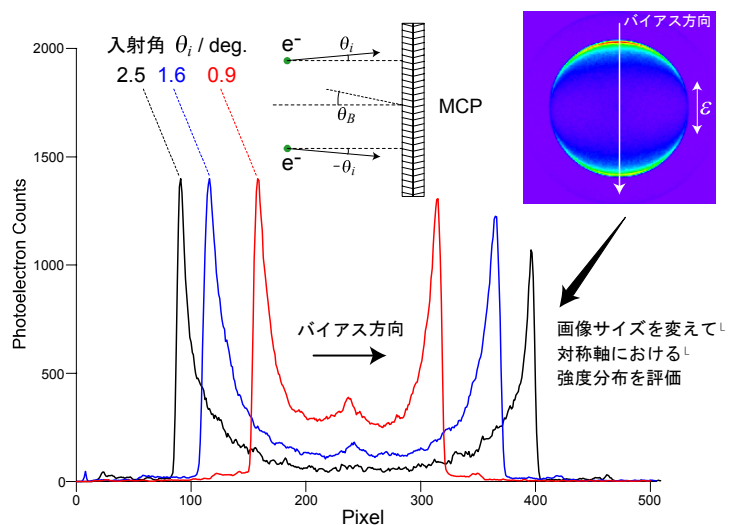 入射角 θi / deg.
2.5 1.6 0.9
e-
θi
θB
MCP
e-
-θi
バイアス方向
ε
バイアス方向
画像サイズを変えて└
対称軸における└
強度分布を評価
Photoelectron Counts
2000
1500
1000
500
0
0 100 200 300 400 500
Pixel